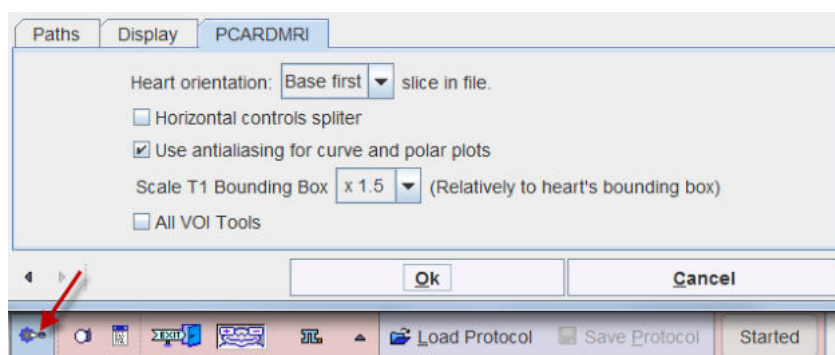 Paths Display PCARDMRI
Heart orientation: Base first slice in file.
Horizontal controls spliter
Use antialiasing for curve and polar plots
Scale T1 Bounding Box x 1.5 (Relatively to heart's bounding box)
All VOI Tools
Ok Cancel
EXIT Load Protocol Save Protocol Started